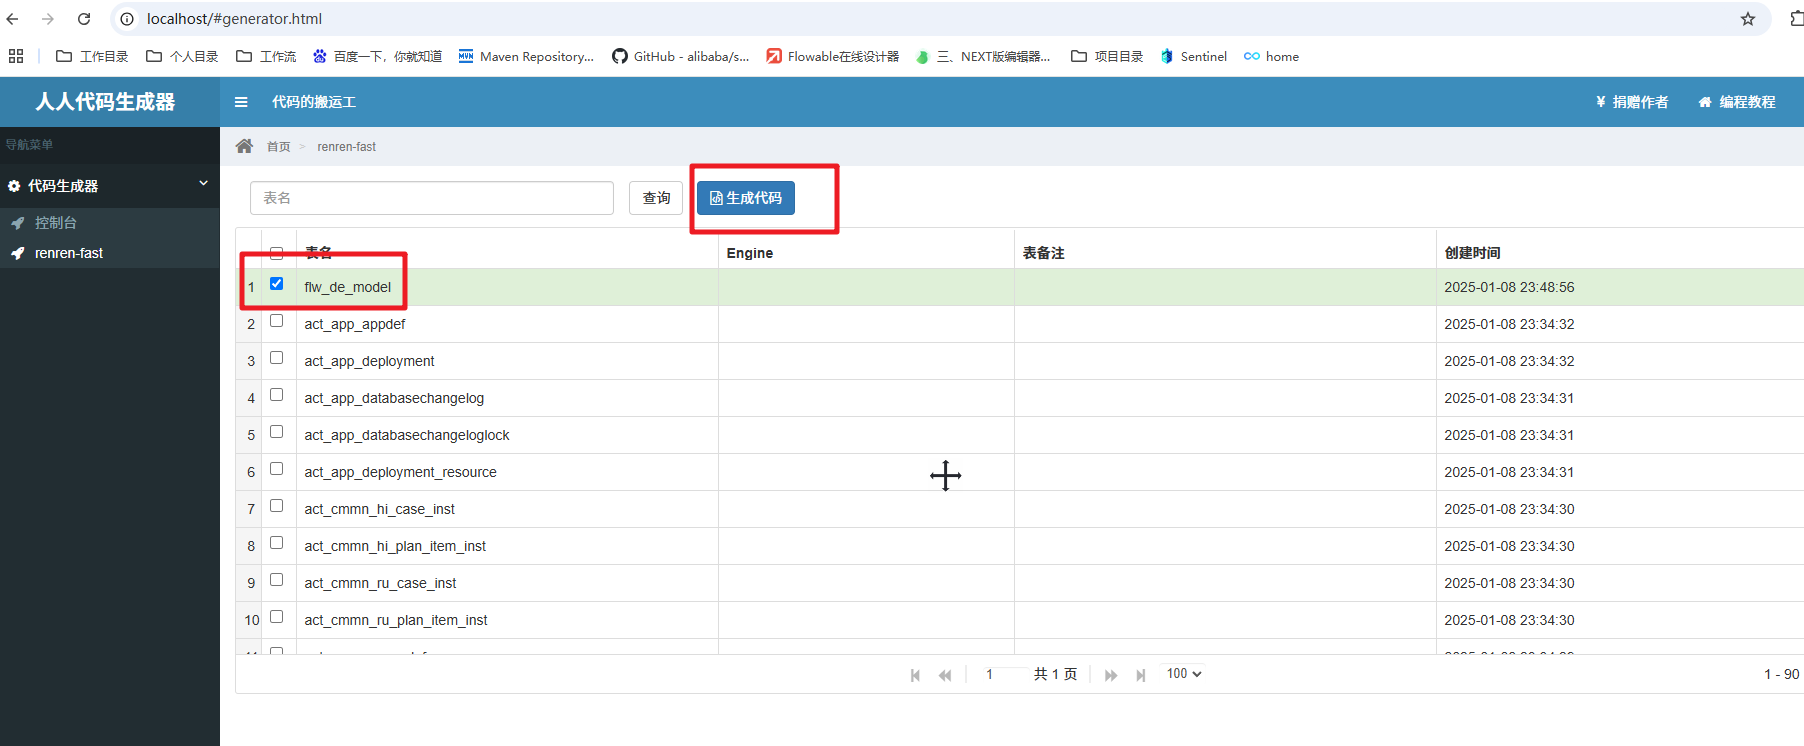 localhost/#generator.html
工作目录 个人目录 工作流 百度一下，你就知道 Maven Repository... GitHub - alibaba/s... Flowable在线设计器 三、NEXT版编辑器... 项目目录 Sentinel home
人人代码生成器 代码的搬运工 ¥ 捐赠作者 编程教程
导航菜单
首页 > renren-fast
代码生成器
控制台
renren-fast
表名 查询 生成代码
表名 Engine 表备注 创建时间
1 flw_de_model 2025-01-08 23:48:56
2 act_app_appdef 2025-01-08 23:34:32
3 act_app_deployment 2025-01-08 23:34:32
4 act_app_databasechangelog 2025-01-08 23:34:31
5 act_app_databasechangeloglock 2025-01-08 23:34:31
6 act_app_deployment_resource 2025-01-08 23:34:31
7 act_cmmn_hi_case_inst 2025-01-08 23:34:30
8 act_cmmn_hi_plan_item_inst 2025-01-08 23:34:30
9 act_cmmn_ru_case_inst 2025-01-08 23:34:30
10 act_cmmn_ru_plan_item_inst 2025-01-08 23:34:30
1 共 1 页 100 1 - 90